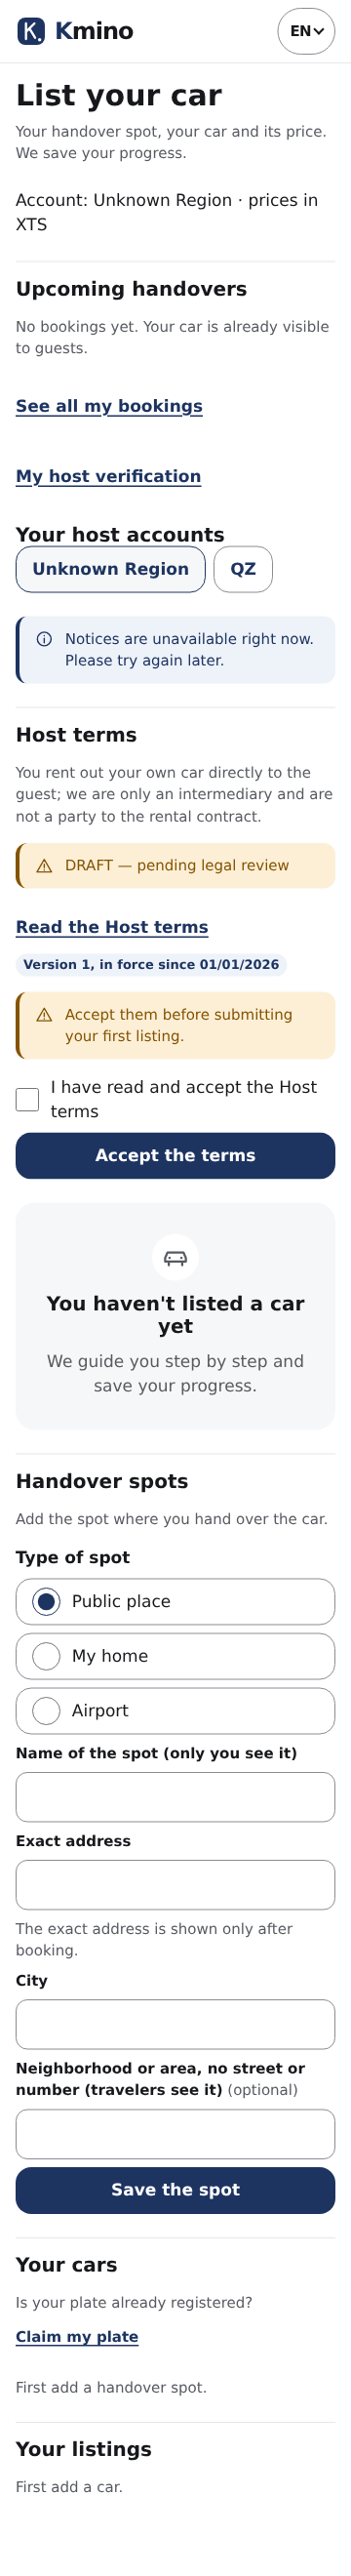 Kmino
EN
List your car
Your handover spot, your car and its price.
We save your progress.
Account: Unknown Region · prices in
XTS
Upcoming handovers
No bookings yet. Your car is already visible
to guests.
See all my bookings
My host verification
Your host accounts
Unknown Region
QZ
Notices are unavailable right now.
Please try again later.
Host terms
You rent out your own car directly to the
guest; we are only an intermediary and are
not a party to the rental contract.
DRAFT — pending legal review
Read the Host terms
Version 1, in force since 01/01/2026
Accept them before submitting
your first listing.
I have read and accept the Host
terms
Accept the terms
You haven't listed a car
yet
We guide you step by step and
save your progress.
Handover spots
Add the spot where you hand over the car.
Type of spot
Public place
My home
Airport
Name of the spot (only you see it)
Exact address
The exact address is shown only after
booking.
City
Neighborhood or area, no street or
number (travelers see it) (optional)
Save the spot
Your cars
Is your plate already registered?
Claim my plate
First add a handover spot.
Your listings
First add a car.